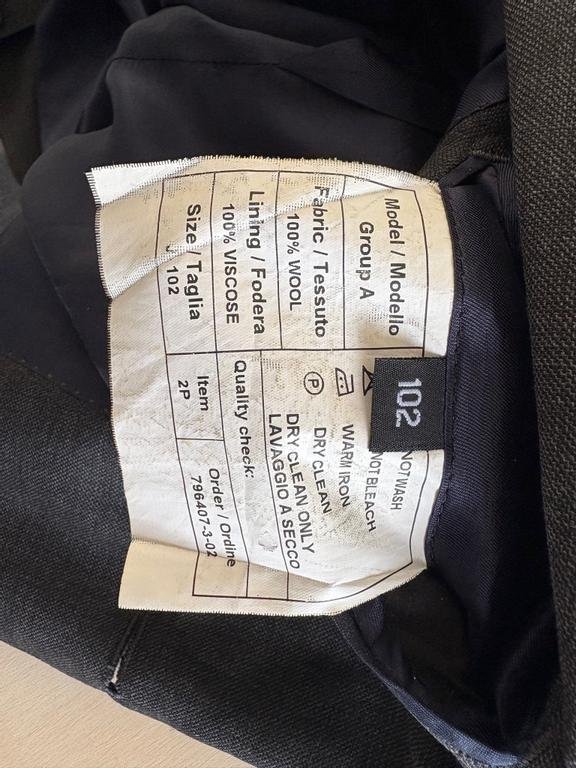 Model / Modello
Group A
Fabric / Tessuto
100% WOOL
Lining / Fodera
100% VISCOSE
Size / Taglia
102
102
NOT WASH
NOT BLEACH
WARM IRON
P
DRY CLEAN
DRY CLEAN ONLY
LAVAGGIO A SECCO
Quality check:
Item
2P
Order / Ordine
796407-3-02